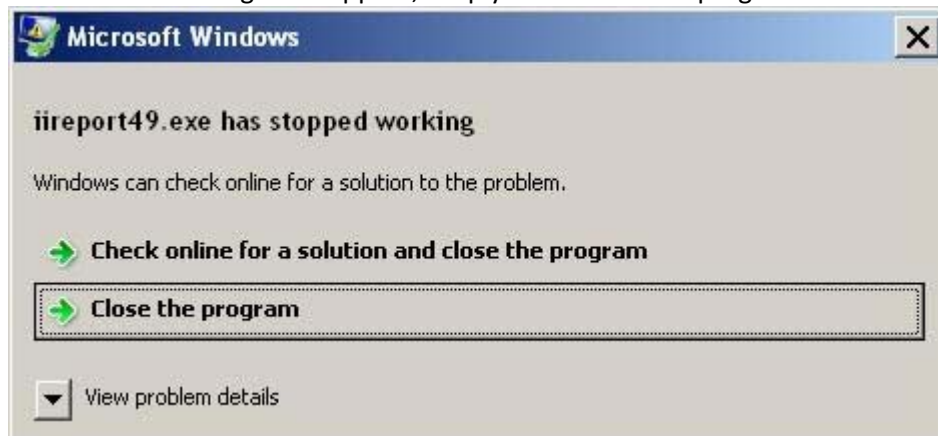 Microsoft Windows
iireport49.exe has stopped working
Windows can check online for a solution to the problem.
Check online for a solution and close the program
Close the program
View problem details